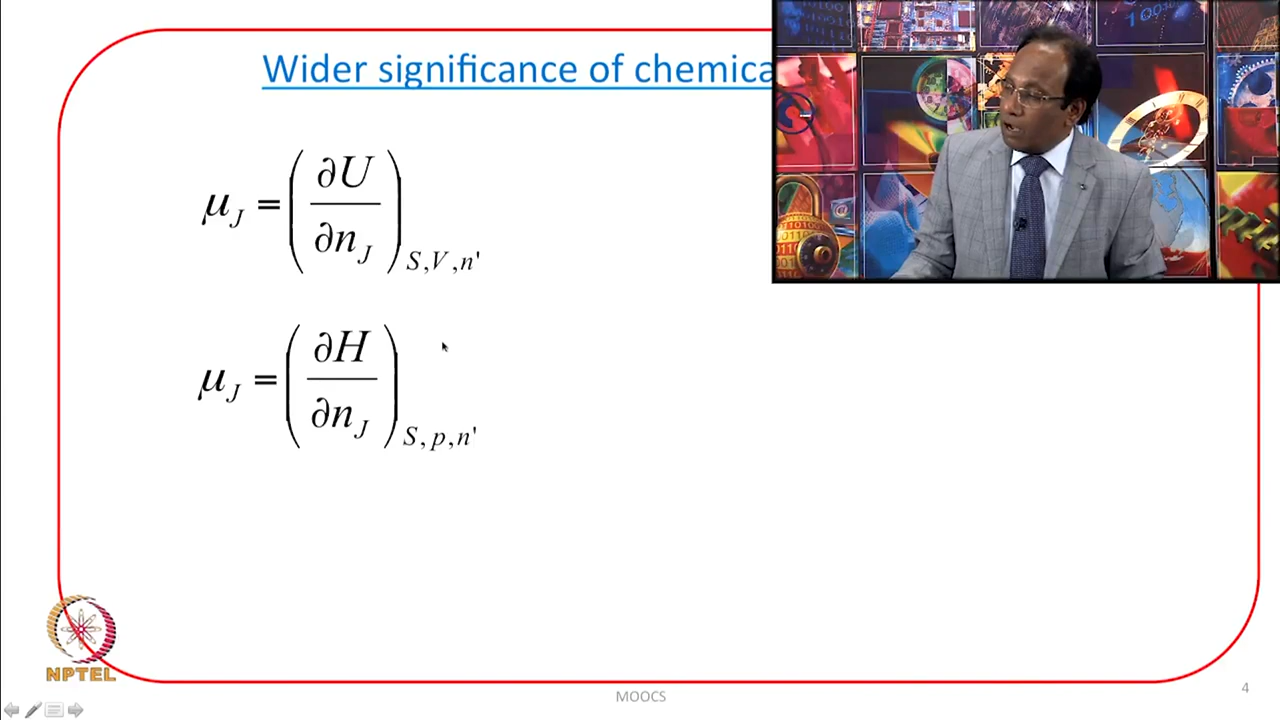 Wider significance of chemica
μ_J = (∂U/∂n_J)_{S,V,n'}
μ_J = (∂H/∂n_J)_{S,p,n'}
NPTEL
MOOCS
4